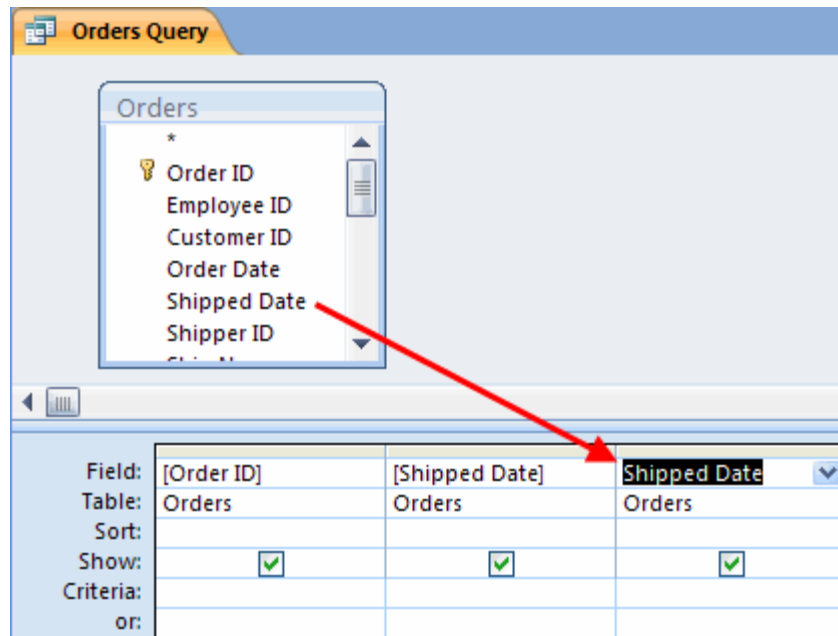 Orders Query
Orders
*
Order ID
Employee ID
Customer ID
Order Date
Shipped Date
Shipper ID
Field: [Order ID] [Shipped Date] Shipped Date
Table: Orders Orders Orders
Sort:
Show:
Criteria:
or: